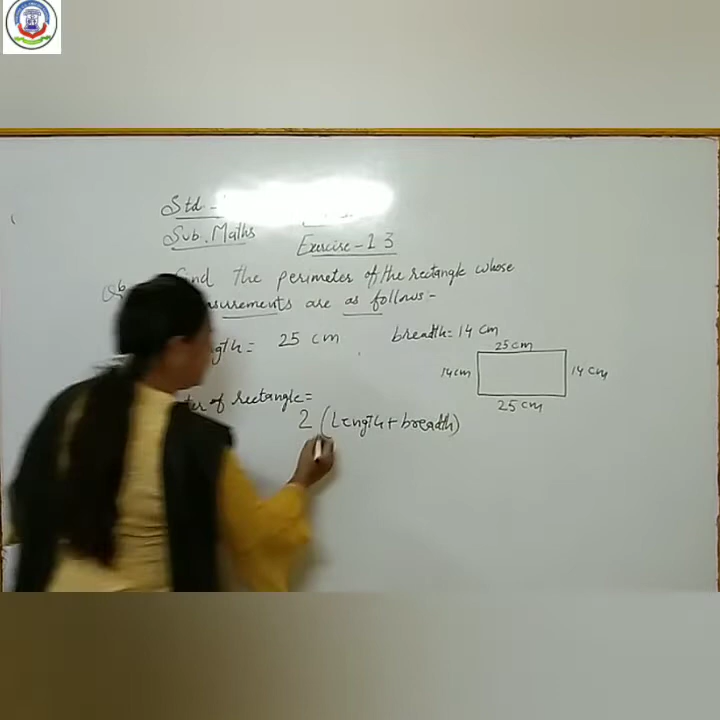 Std -
Sub. Maths
Exercise - 13
Find the perimeter of the rectangle whose
are as follows -
25 cm breadth = 14 cm
25 cm
14 cm 14 cm
25 cm
of rectangle =
2 (Length + breadth)